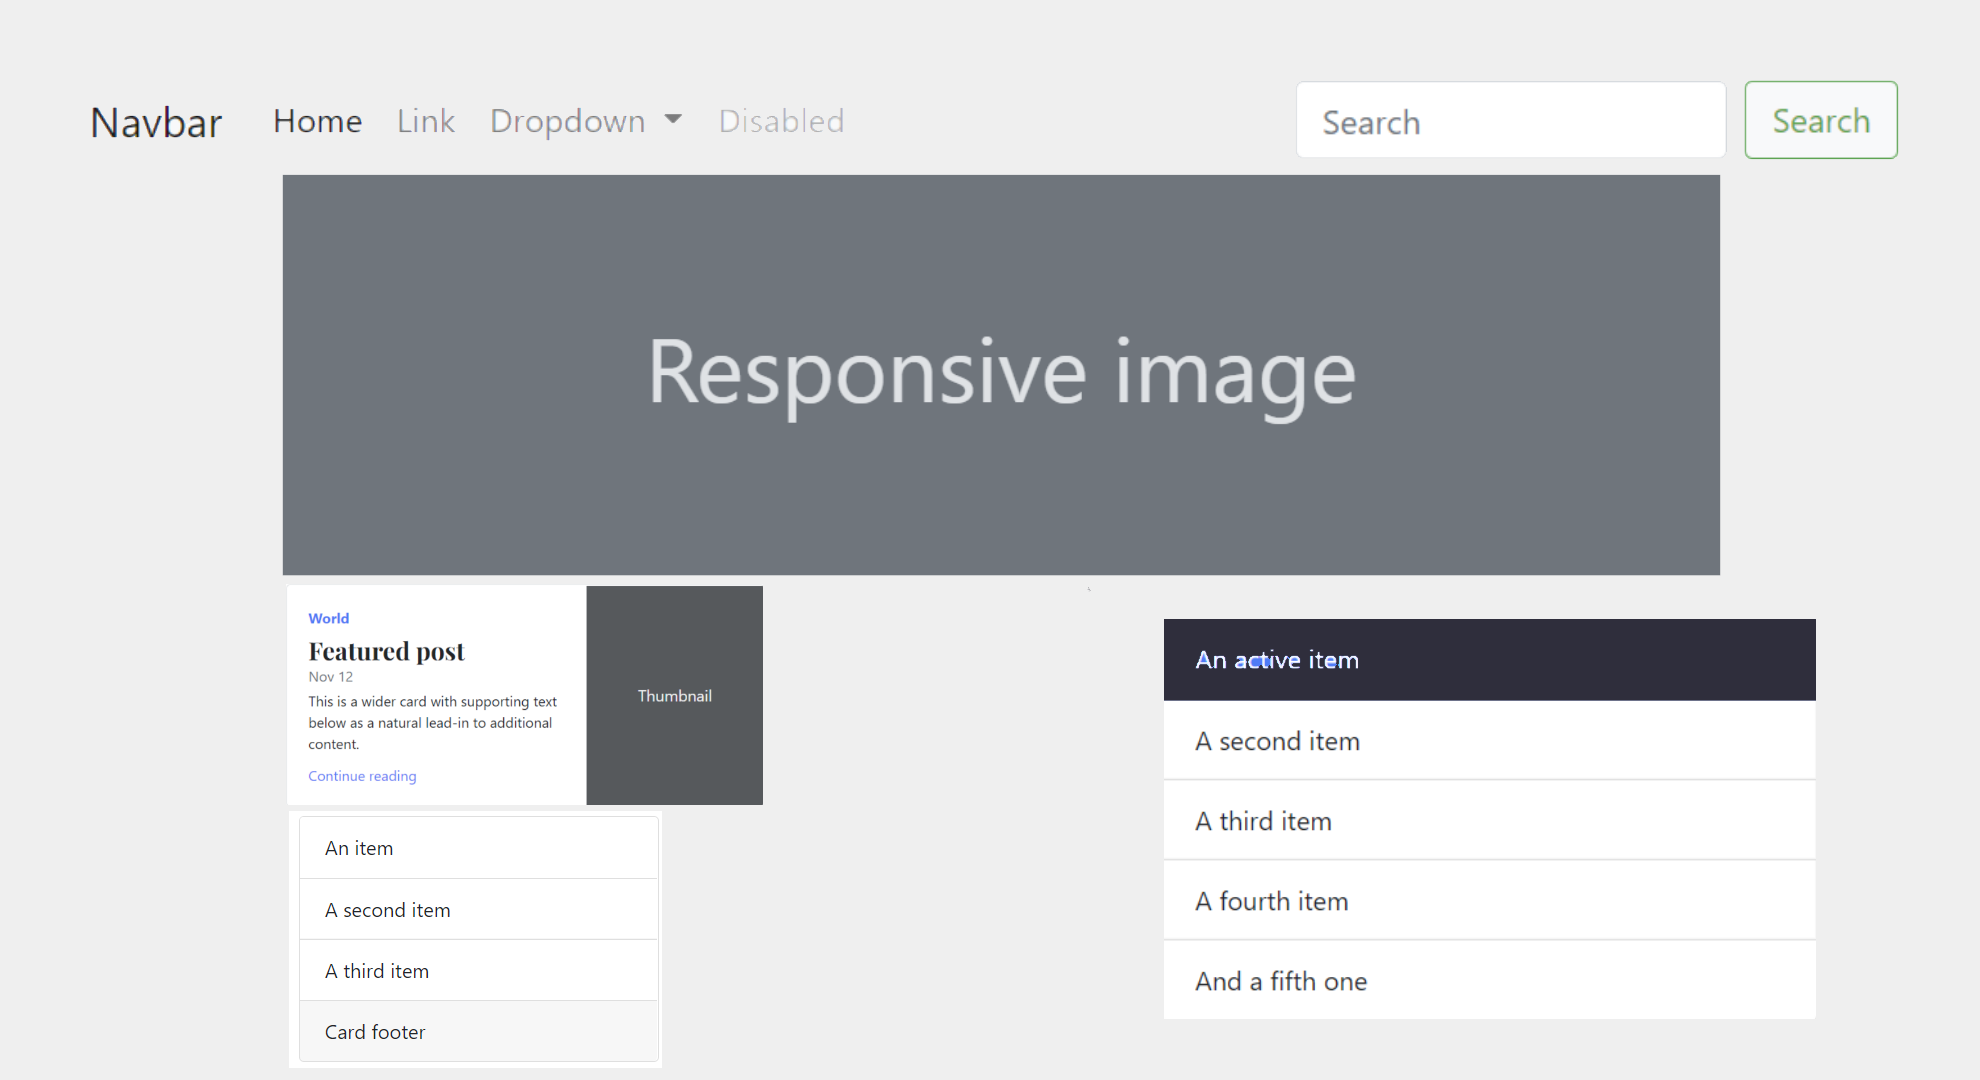 Navbar Home Link Dropdown Disabled Search Search
Responsive image
World
Featured post
Nov 12
This is a wider card with supporting text
below as a natural lead-in to additional
content.
Continue reading
Thumbnail
An item
A second item
A third item
Card footer
An active item
A second item
A third item
A fourth item
And a fifth one